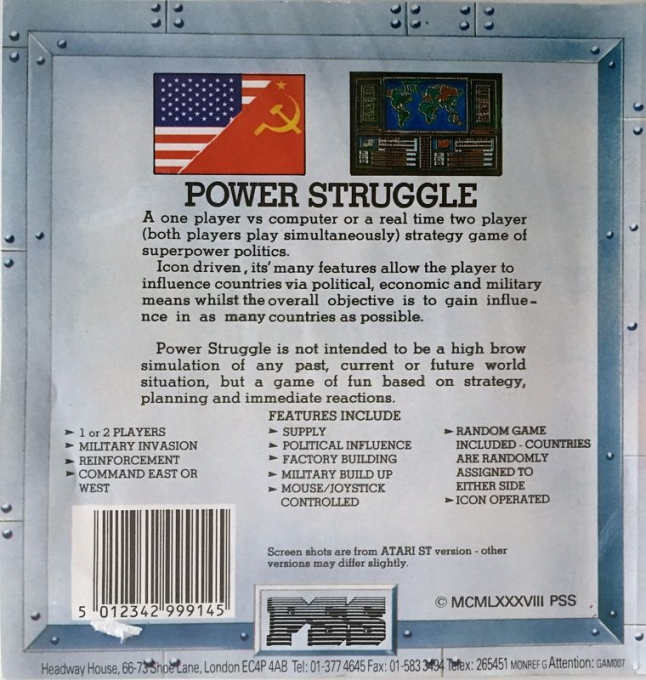 POWER STRUGGLE
A one player vs computer or a real time two player
(both players play simultaneously) strategy game of
superpower politics.
Icon driven, its' many features allow the player to
influence countries via political, economic and military
means whilst the overall objective is to gain influe-
nce in as many countries as possible.
Power Struggle is not intended to be a high brow
simulation of any past, current or future world
situation, but a game of fun based on strategy,
planning and immediate reactions.
FEATURES INCLUDE
► 1 or 2 PLAYERS
► MILITARY INVASION
► REINFORCEMENT
► COMMAND EAST OR
WEST
► SUPPLY
► POLITICAL INFLUENCE
► FACTORY BUILDING
► MILITARY BUILD UP
► MOUSE/JOYSTICK
CONTROLLED
► RANDOM GAME
INCLUDED - COUNTRIES
ARE RANDOMLY
ASSIGNED TO
EITHER SIDE
► ICON OPERATED
Screen shots are from ATARI ST version - other
versions may differ slightly.
5 012342 999145
PSS
© MCMLXXXVIII PSS
Headway House, 66-73 Shoe Lane, London EC4P 4AB Tel: 01-377 4645 Fax: 01-583 3494 Telex: 265451 MONREF G Attention: GAM007